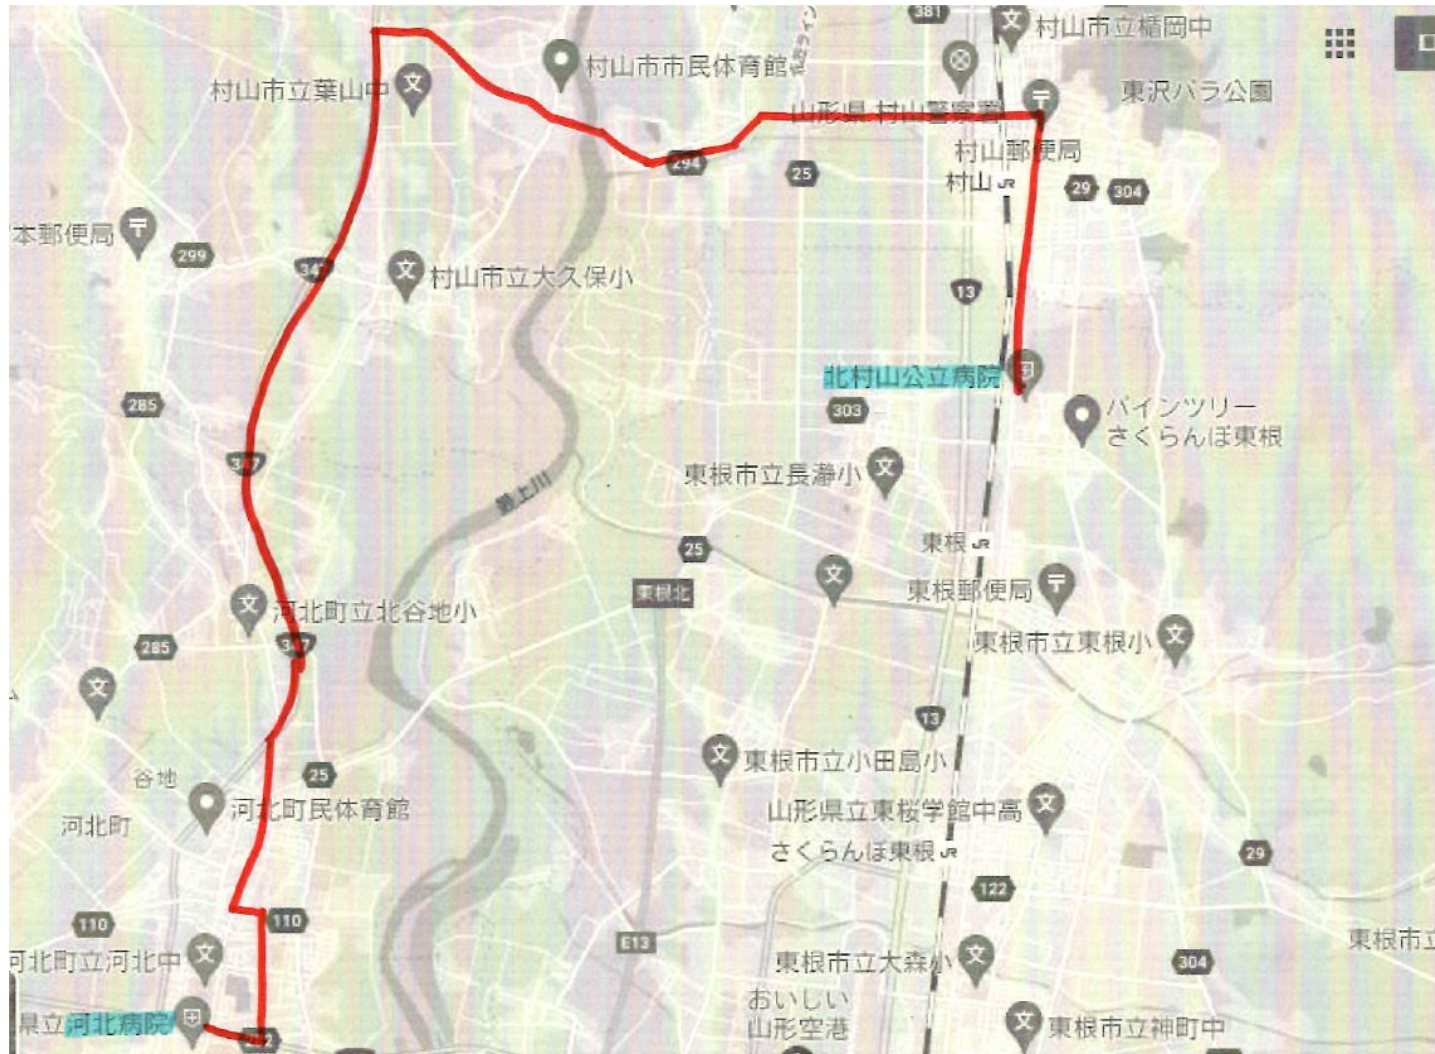 381
村山市立楯岡中
村山市市民体育館
村山市立葉山中
東沢バラ公園
山形県 村山警察署
村山郵便局
294
25
村山
29
304
本郵便局
299
347
村山市立大久保小
13
北村山公立病院
285
303
パインツリー
さくらんぼ東根
347
東根市立長瀞小
最上川
東根
25
東根北
東根郵便局
河北町立北谷地小
東根市立東根小
285
347
13
東根市立小田島小
谷地
25
河北町民体育館
河北町
山形県立東桜学館中高
さくらんぼ東根
29
122
110
110
E13
東根市立
河北町立河北中
東根市立大森小
304
おいしい
山形空港
県立河北病院
東根市立神町中